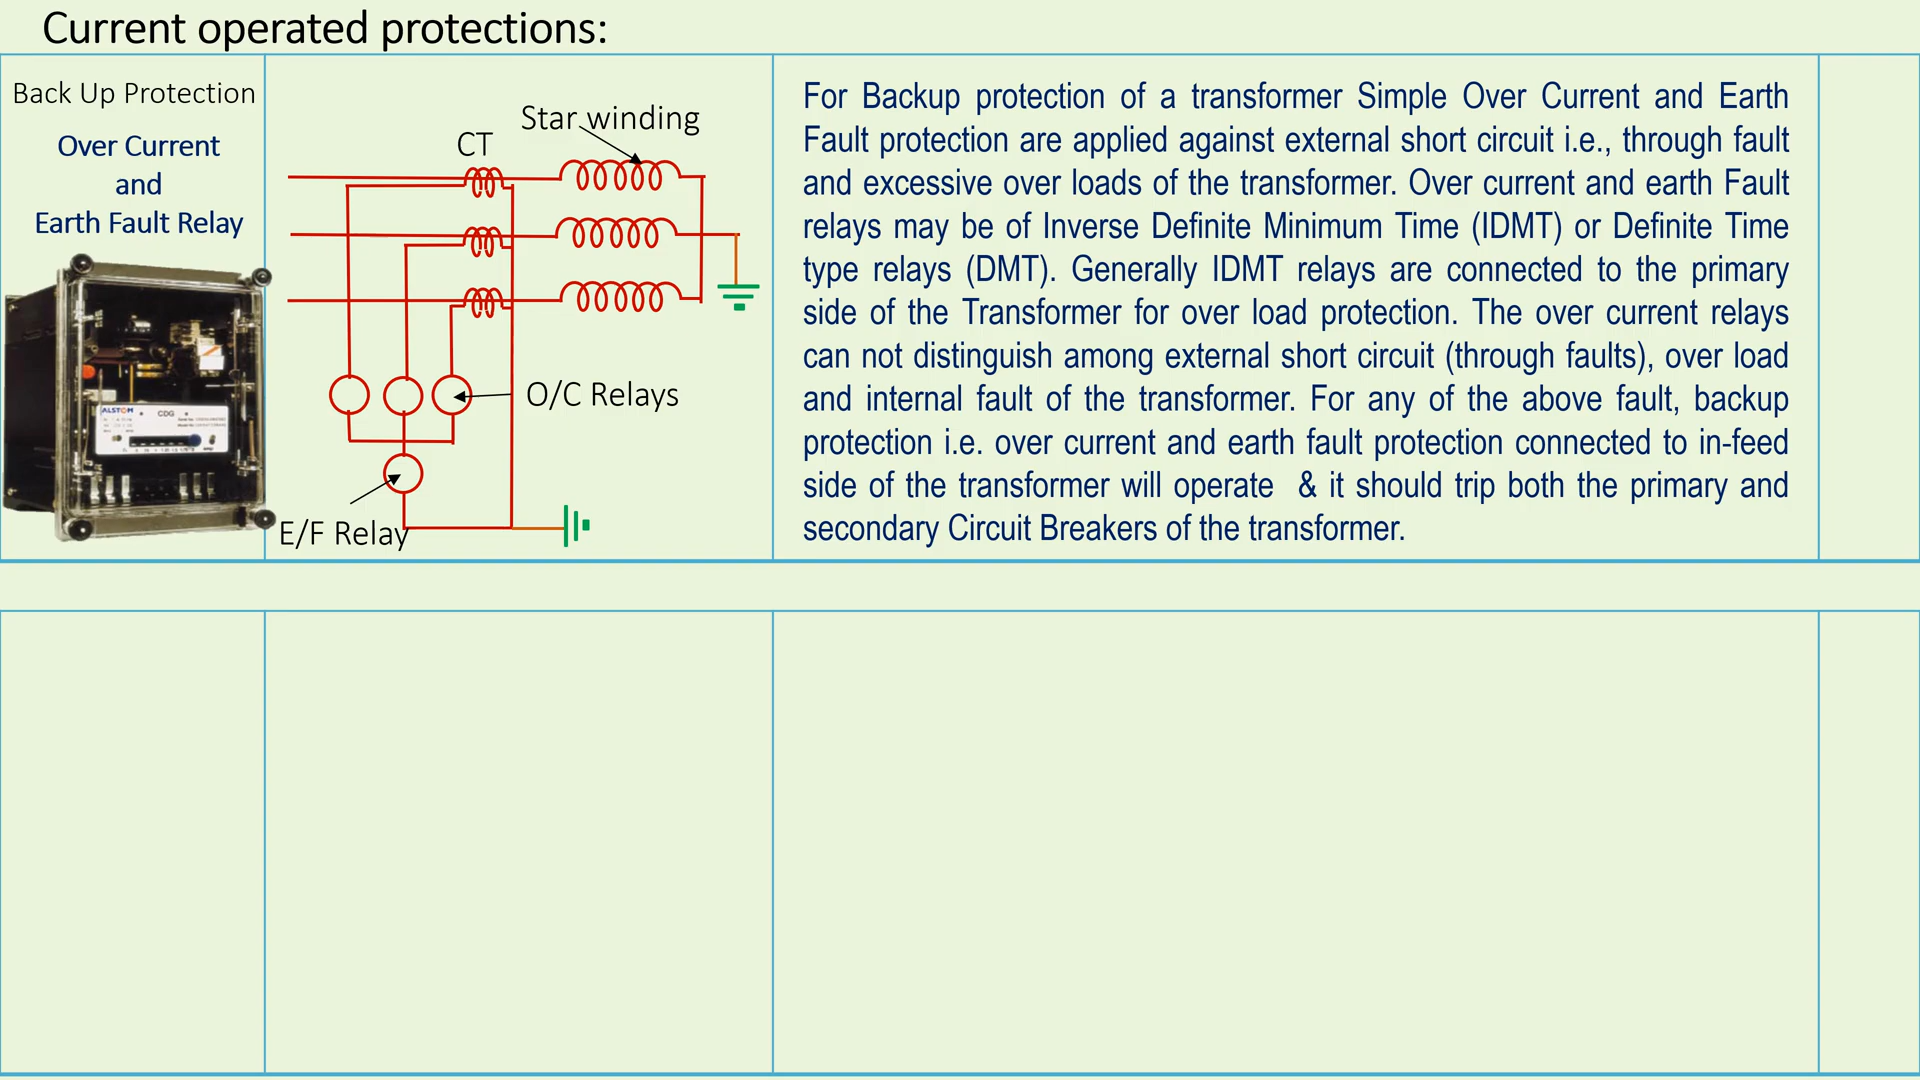 Current operated protections:
Back Up Protection
Over Current
and
Earth Fault Relay
ALSTOM
CDG
CT
Star winding
O/C Relays
E/F Relay
For Backup protection of a transformer Simple Over Current and Earth
Fault protection are applied against external short circuit i.e., through fault
and excessive over loads of the transformer. Over current and earth Fault
relays may be of Inverse Definite Minimum Time (IDMT) or Definite Time
type relays (DMT). Generally IDMT relays are connected to the primary
side of the Transformer for over load protection. The over current relays
can not distinguish among external short circuit (through faults), over load
and internal fault of the transformer. For any of the above fault, backup
protection i.e. over current and earth fault protection connected to in-feed
side of the transformer will operate & it should trip both the primary and
secondary Circuit Breakers of the transformer.